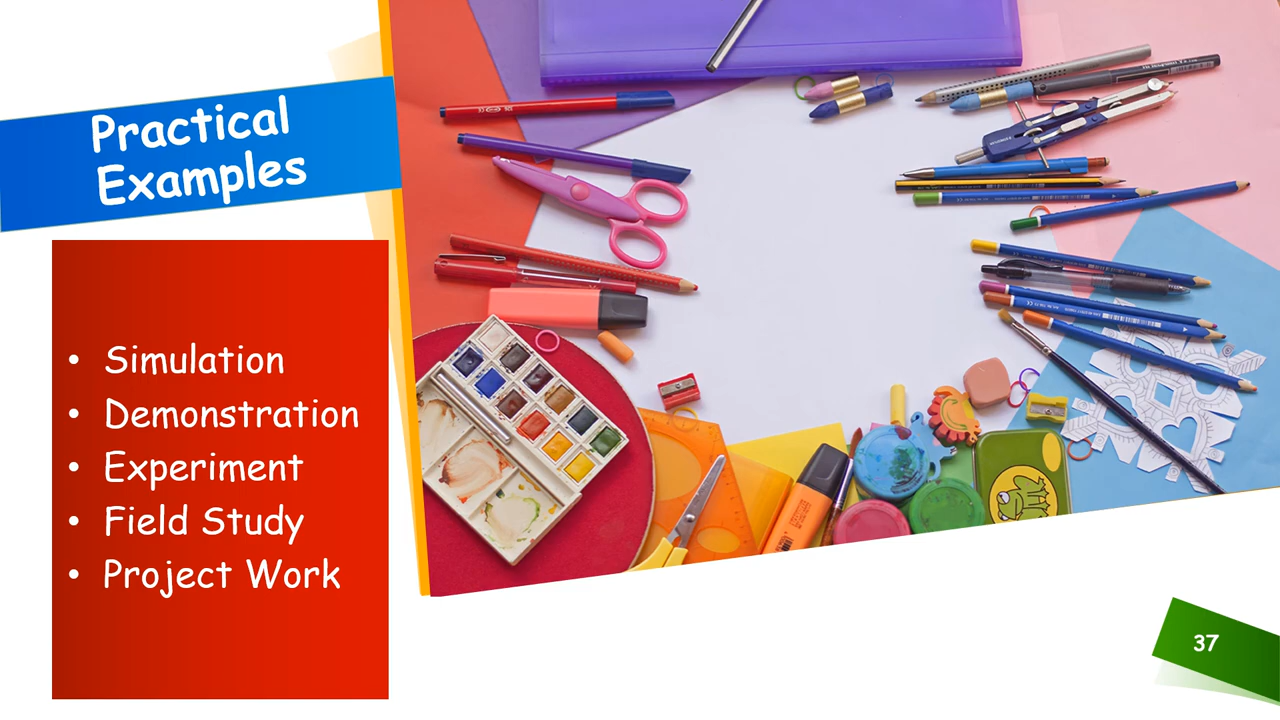 Practical
Examples
• Simulation
• Demonstration
• Experiment
• Field Study
• Project Work
37